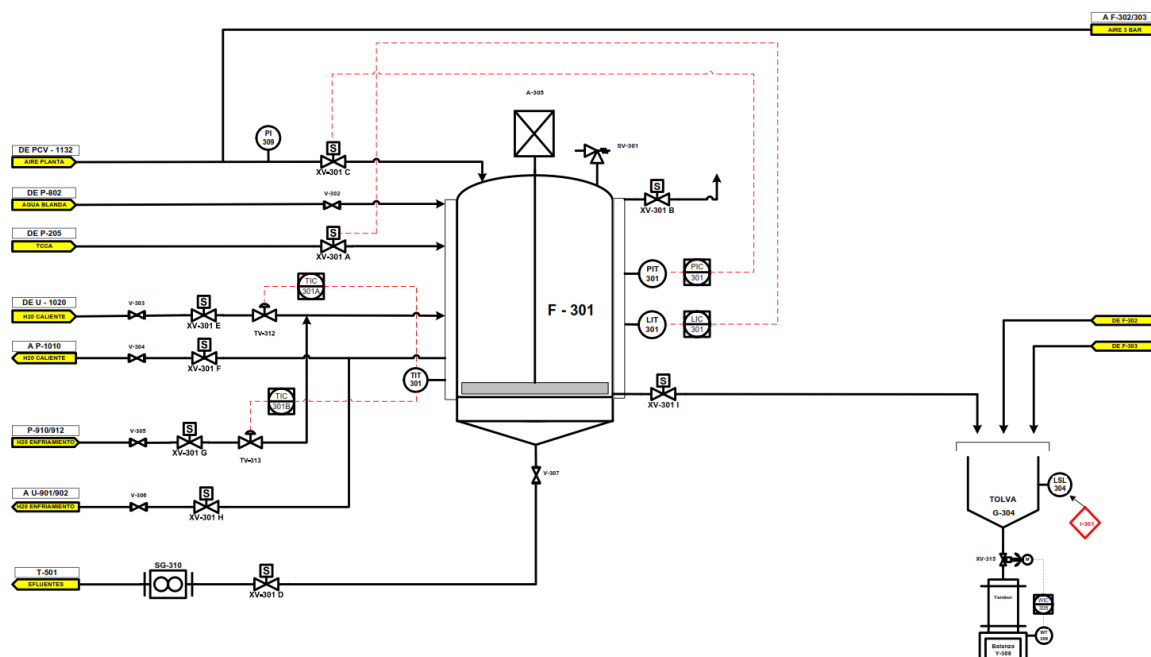 A F-302/303
AIRE 3 BAR
A-305
PI
309
S
SV-301
DE PCV - 1132
AIRE PLANTA
XV-301 C
DE P-802
AGUA BLANDA
V-302
S
XV-301 B
DE P-205
TCCA
S
XV-301 A
PIT
301
PIC
301
TIC
301A
DE U - 1020
H20 CALIENTE
V-303
S
XV-301 E
TV-312
F - 301
LIT
301
LIC
301
DE F-302
DE F-303
A P-1010
H20 CALIENTE
V-304
S
XV-301 F
TIT
301
S
XV-301 I
TIC
301B
P-910/912
H20 ENFRIAMIENTO
V-305
S
XV-301 G
TV-313
V-307
A U-901/902
H20 ENFRIAMIENTO
V-306
S
XV-301 H
TOLVA
G-304
LSL
304
I-301
T-501
EFLUENTES
SG-310
S
XV-301 D
XV-315
M
Tambor
WIC
WT
Balanza
Y-308